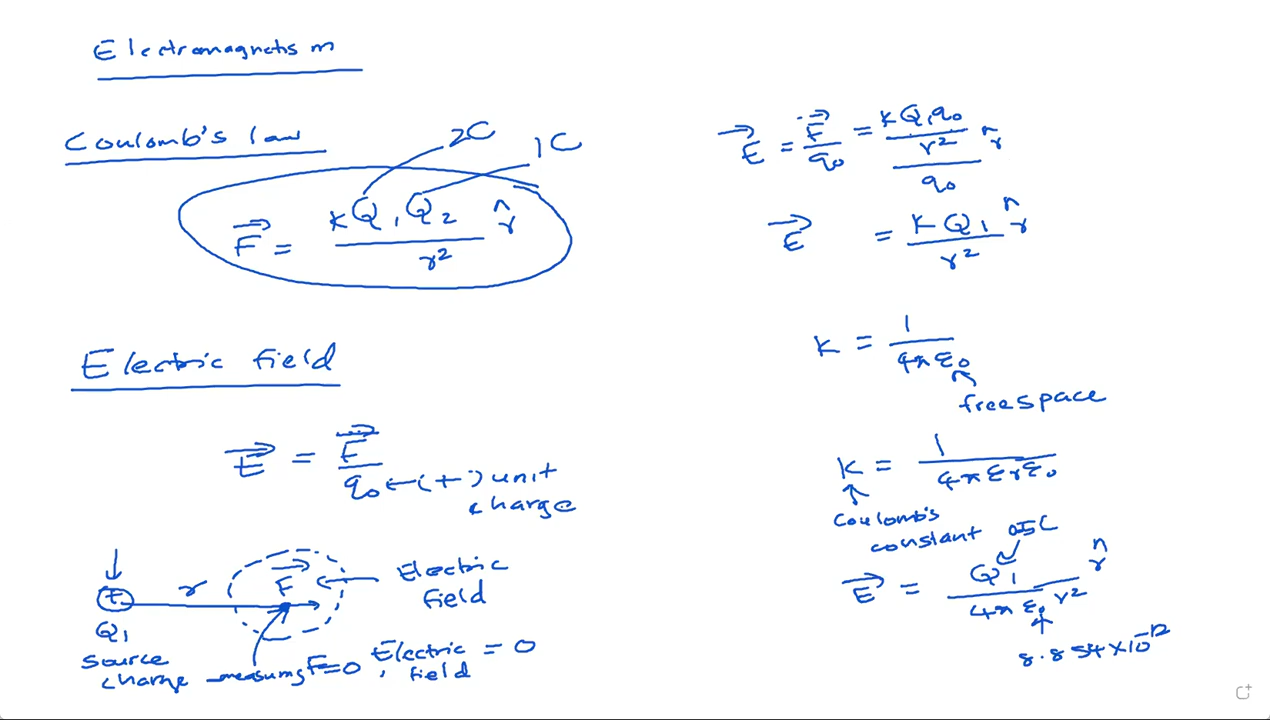 Electromagnetism
Coulomb's law
2C
1C
F⃗ = kQ₁Q₂/r² r̂
Electric field
E⃗ = F⃗/q₀ ← (+) unit
charge
F⃗
r
+
Q₁
source
charge
Electric
field
measuring F=0, Electric field = 0
E⃗ = F⃗/q₀ = (kQ₁q₀/r²)/q₀ r̂
E⃗ = kQ₁/r² r̂
k = 1/4πε₀
free space
k = 1/4πεrε₀
Coulomb's
constant
E⃗ = Q₁/4πε₀r² r̂
8.854×10⁻¹²